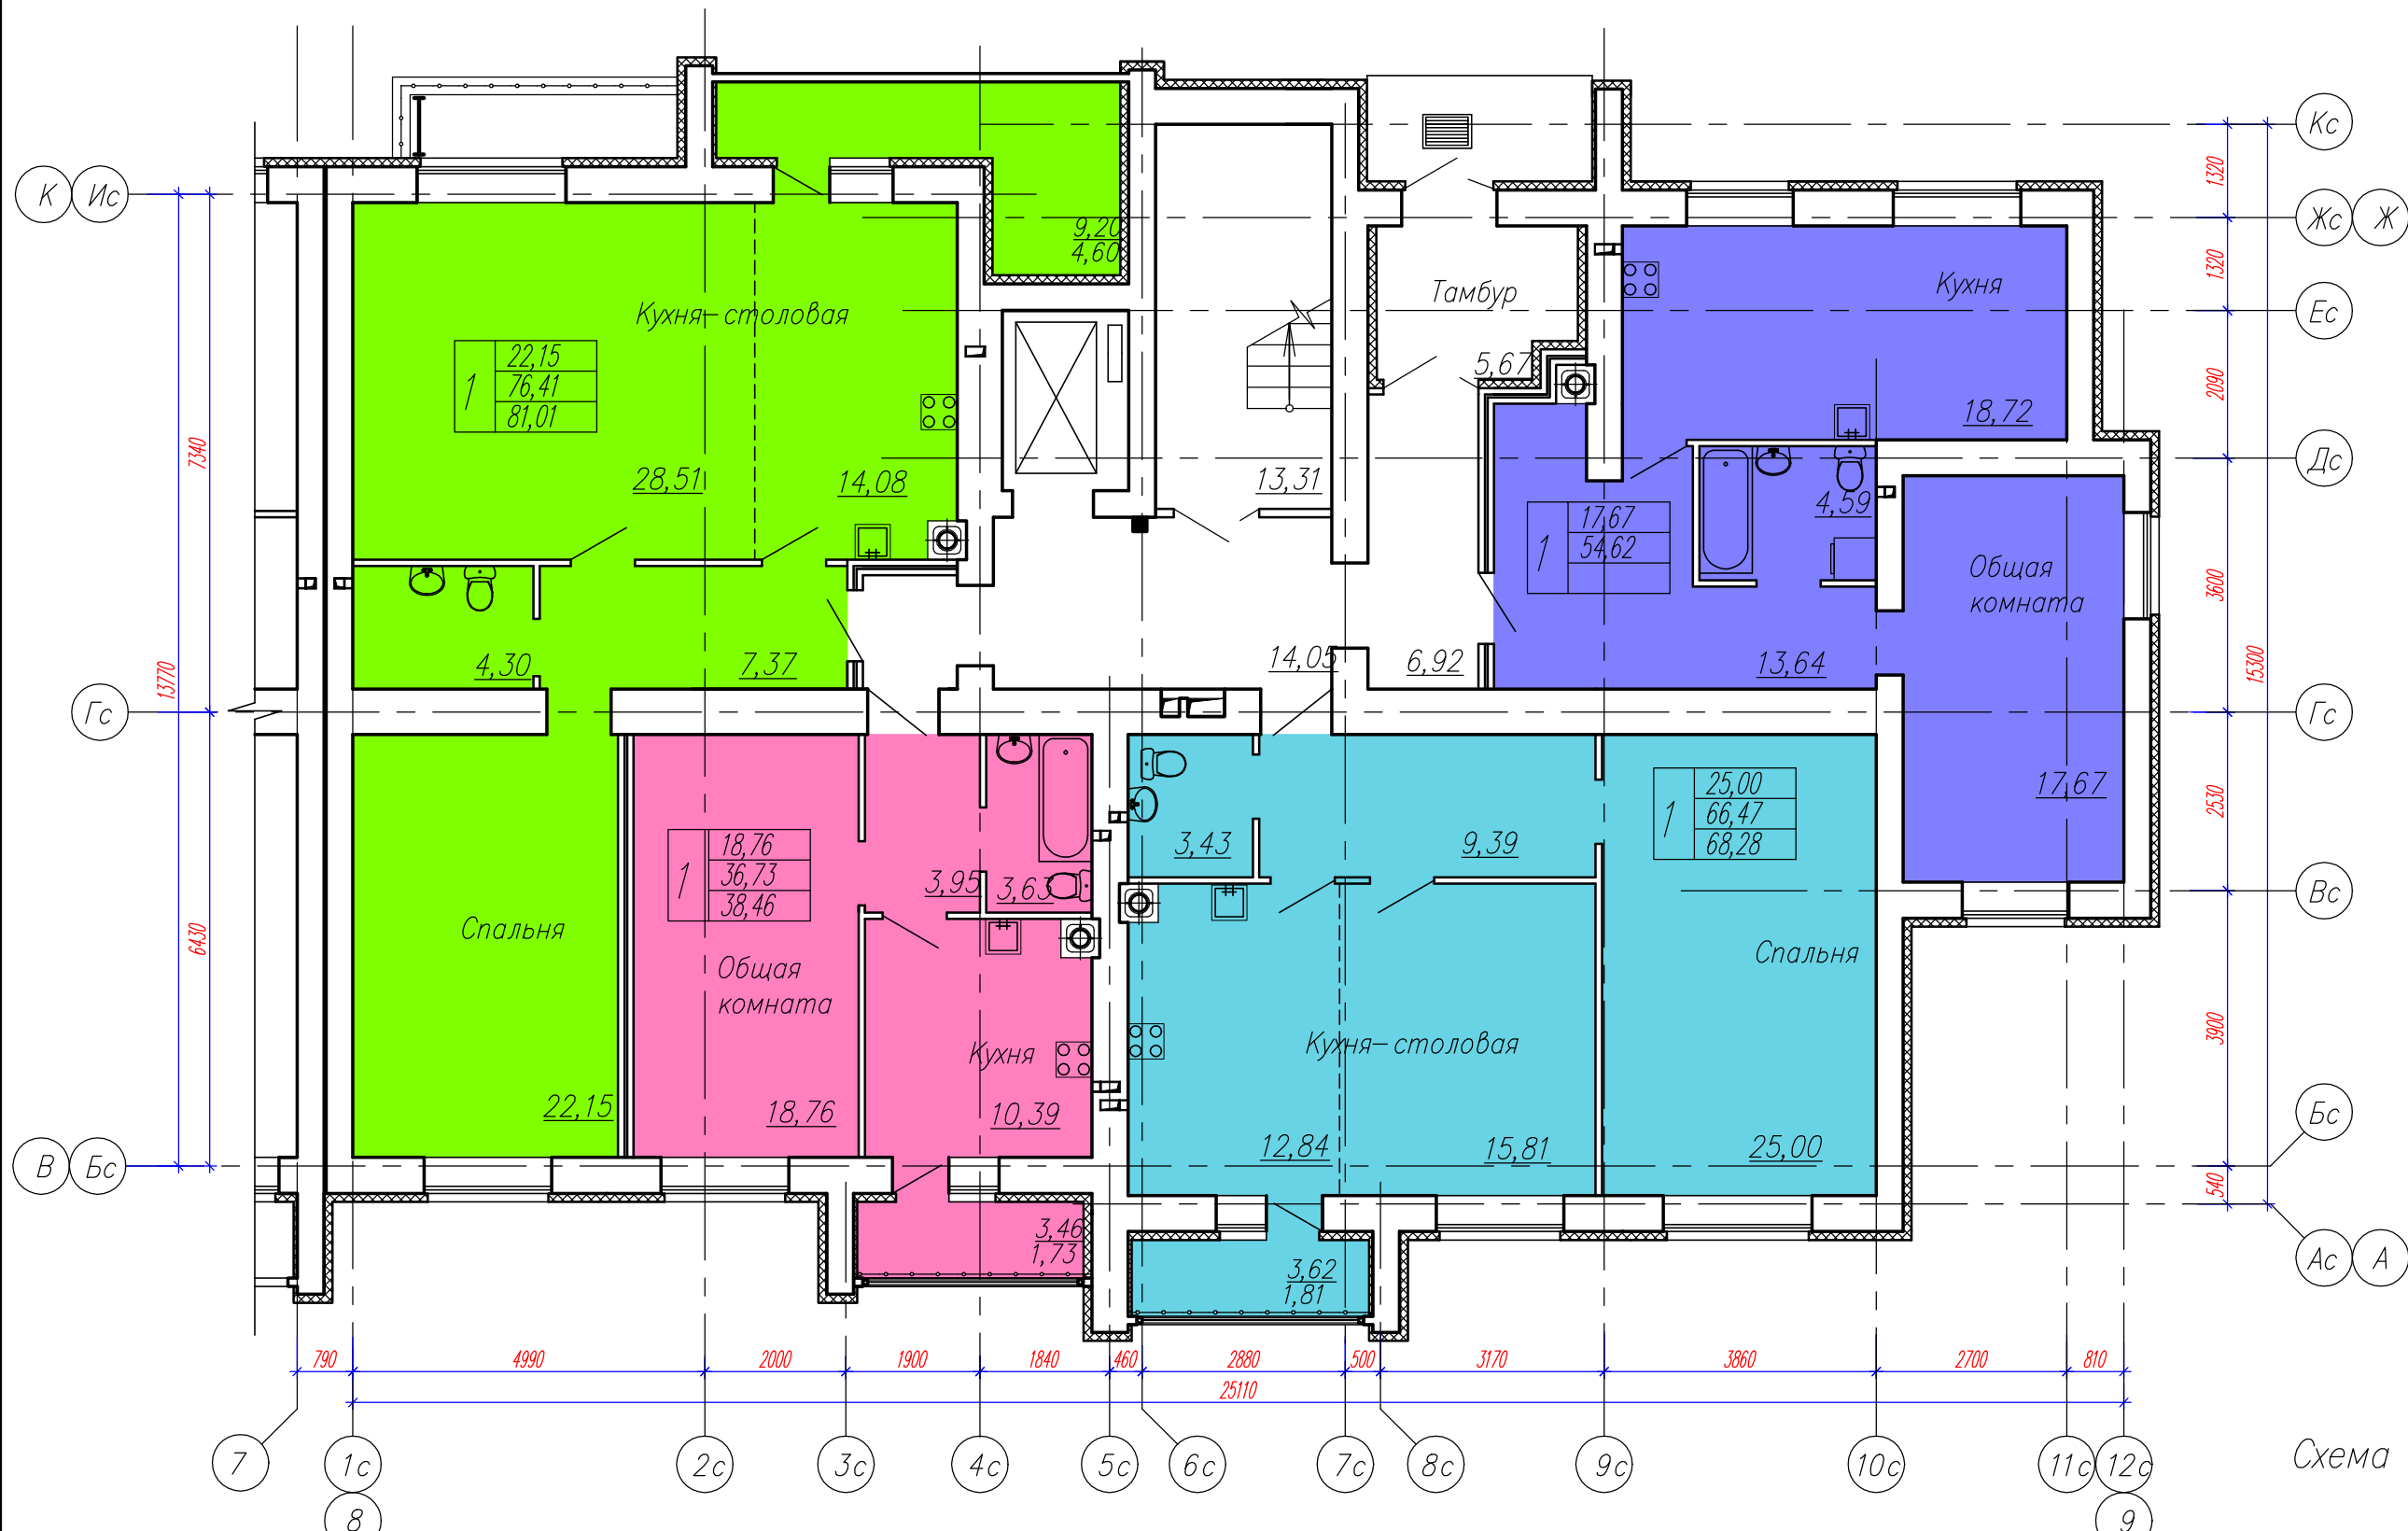 Кс
К
Ис
Жс
Ж
1320
9,20
4,60
1320
Тамбур
Кухня
Кухня-столовая
Ес
1
22,15
76,41
81,01
5,67
2090
18,72
7340
28,51
14,08
13,31
Дс
4,59
1
17,67
54,62
Общая
комната
3600
4,30
7,37
14,05
6,92
13,64
13770
15300
Гс
Гс
17,67
2530
1
25,00
66,47
68,28
3,43
9,39
1
18,76
36,73
38,46
3,95
3,63
Вс
6430
Спальня
Спальня
Общая
комната
Кухня
Кухня-столовая
3900
22,15
18,76
10,39
12,84
15,81
25,00
Бс
В
Бс
540
3,46
1,73
3,62
1,81
Ас
А
790
4990
2000
1900
1840
460
2880
500
3170
3860
2700
810
25110
7
1с
2с
3с
4с
5с
6с
7с
8с
9с
10с
11с
12с
Схема
8
9